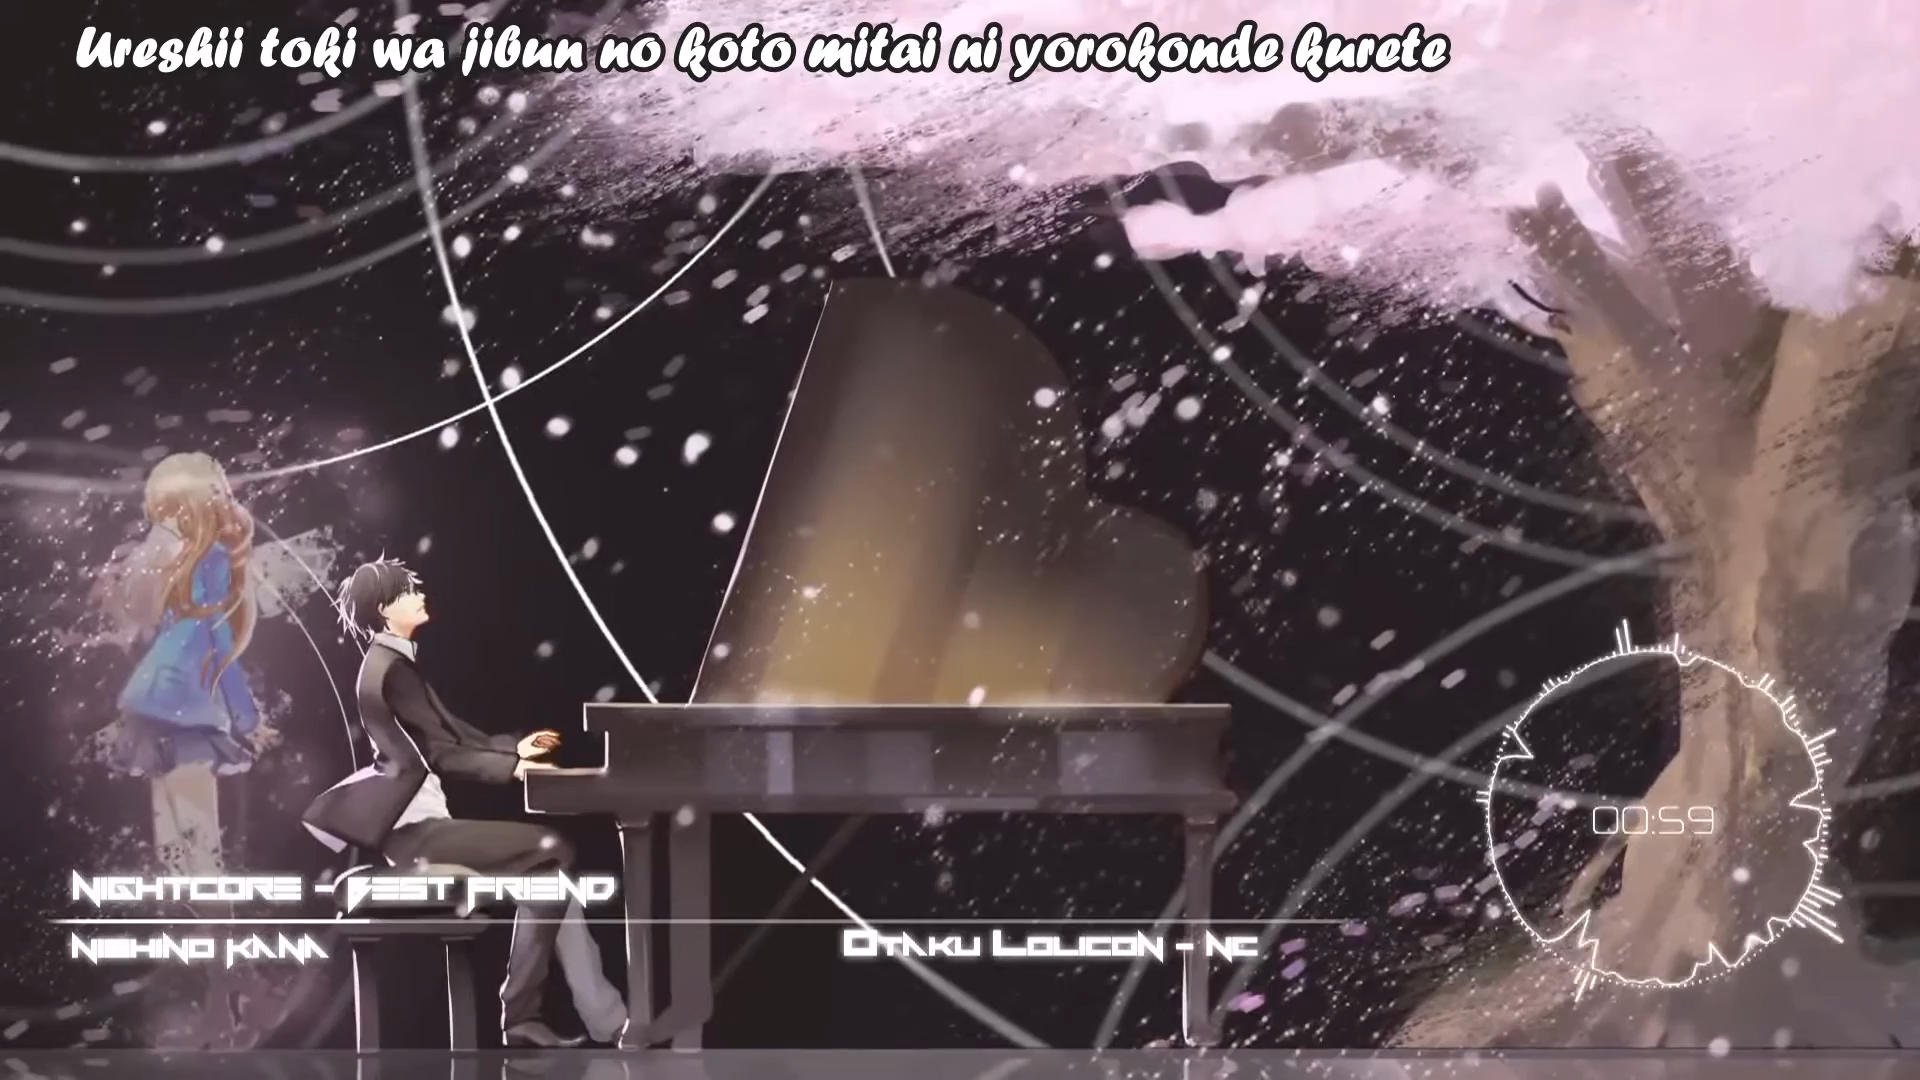 Ureshii toki wa jibun no koto mitai ni yorokonde kurete
00:59
Nightcore - Best Friend
Nishino Kana
Otaku Lolicon - NC